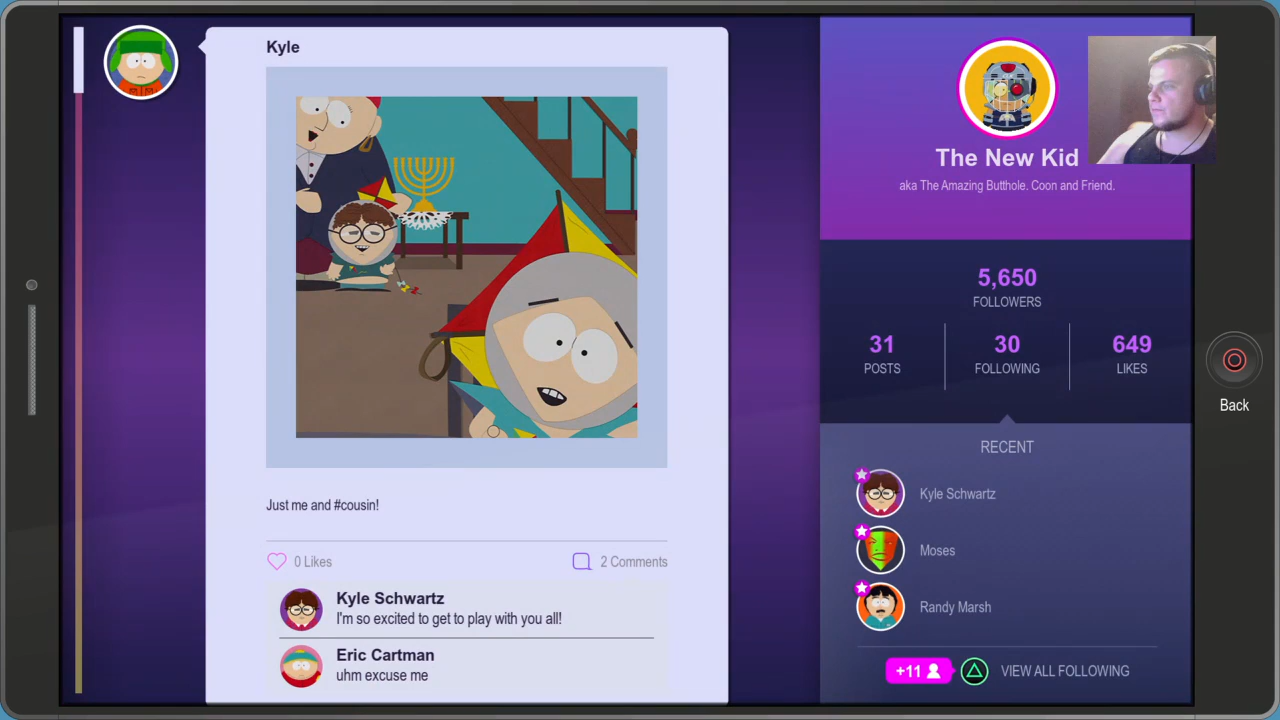 Kyle
Just me and #cousin!
0 Likes
2 Comments
Kyle Schwartz
I'm so excited to get to play with you all!
Eric Cartman
uhm excuse me
The New Kid
aka The Amazing Butthole. Coon and Friend.
5,650
FOLLOWERS
31
POSTS
30
FOLLOWING
649
LIKES
RECENT
Kyle Schwartz
Moses
Randy Marsh
+11
VIEW ALL FOLLOWING
Back